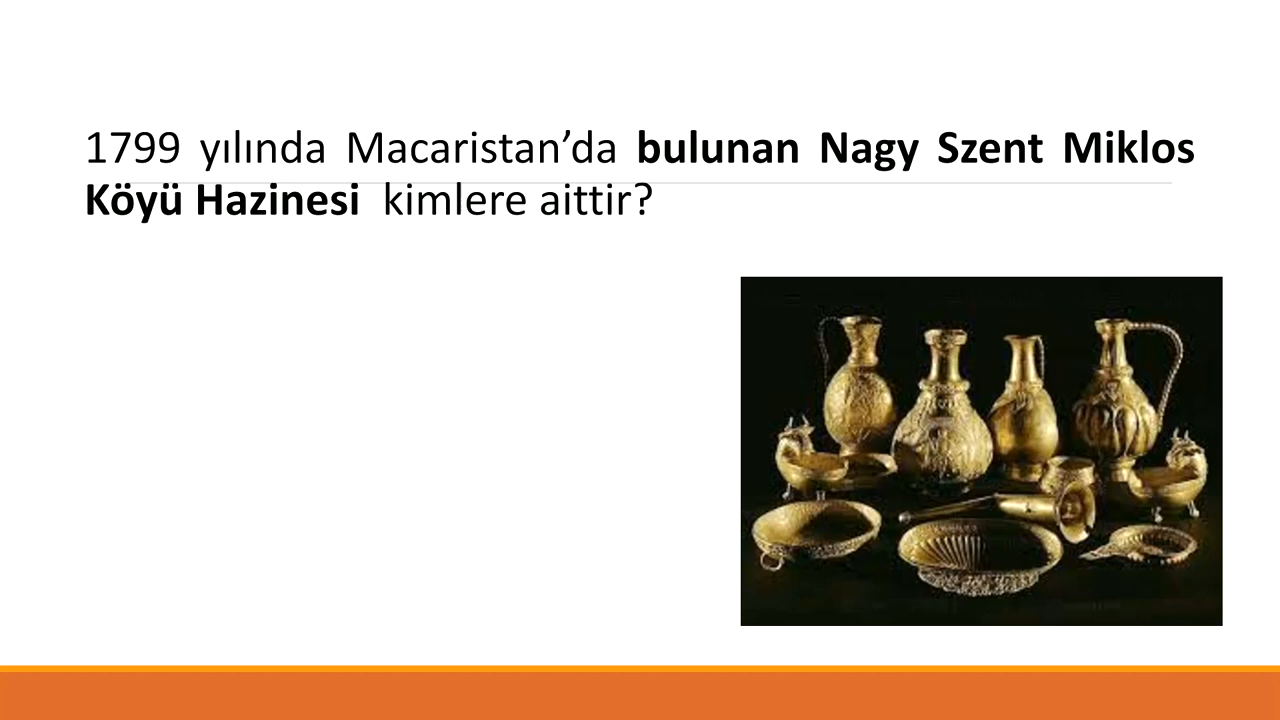 1799 yılında Macaristan’da bulunan Nagy Szent Miklos
Köyü Hazinesi kimlere aittir?